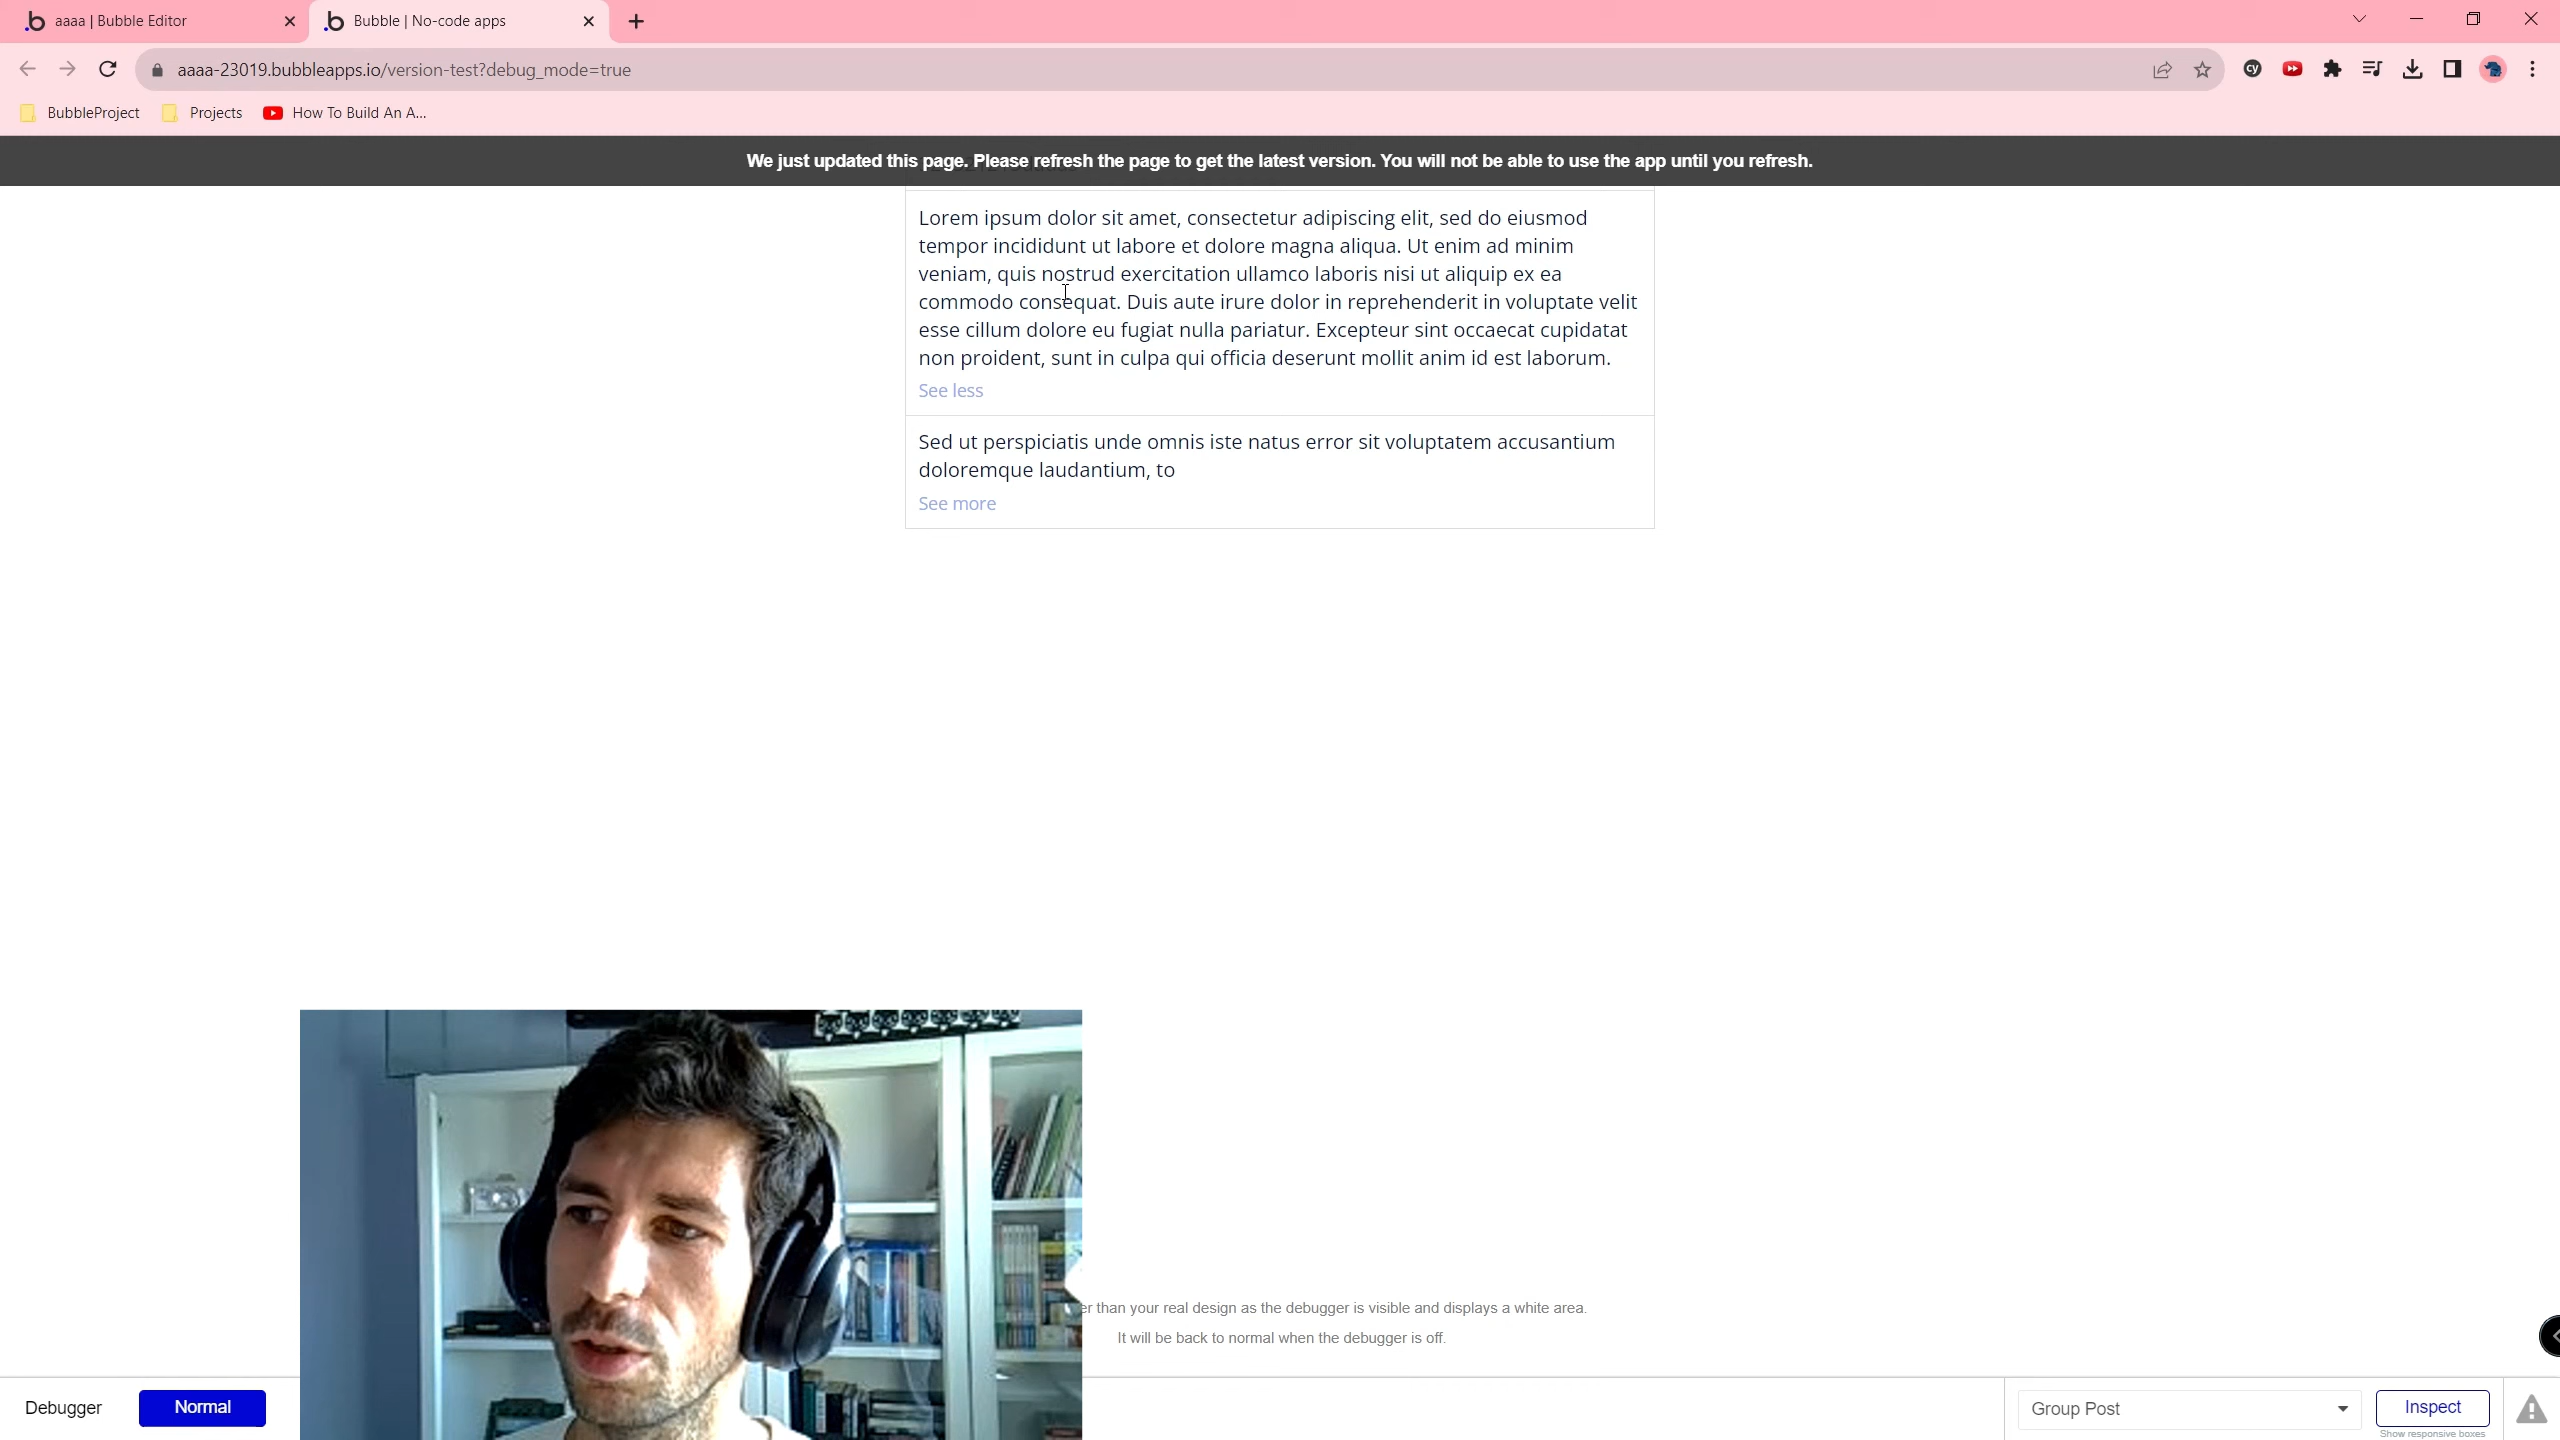 aaaa | Bubble Editor
Bubble | No-code apps
aaaa-23019.bubbleapps.io/version-test?debug_mode=true
cy
BubbleProject
Projects
How To Build An A...
We just updated this page. Please refresh the page to get the latest version. You will not be able to use the app until you refresh.
Lorem ipsum dolor sit amet, consectetur adipiscing elit, sed do eiusmod
tempor incididunt ut labore et dolore magna aliqua. Ut enim ad minim
veniam, quis nostrud exercitation ullamco laboris nisi ut aliquip ex ea
commodo consequat. Duis aute irure dolor in reprehenderit in voluptate velit
esse cillum dolore eu fugiat nulla pariatur. Excepteur sint occaecat cupidatat
non proident, sunt in culpa qui officia deserunt mollit anim id est laborum.
See less
Sed ut perspiciatis unde omnis iste natus error sit voluptatem accusantium
doloremque laudantium, to
See more
than your real design as the debugger is visible and displays a white area.
It will be back to normal when the debugger is off.
Debugger
Normal
Group Post
Inspect
Show responsive boxes